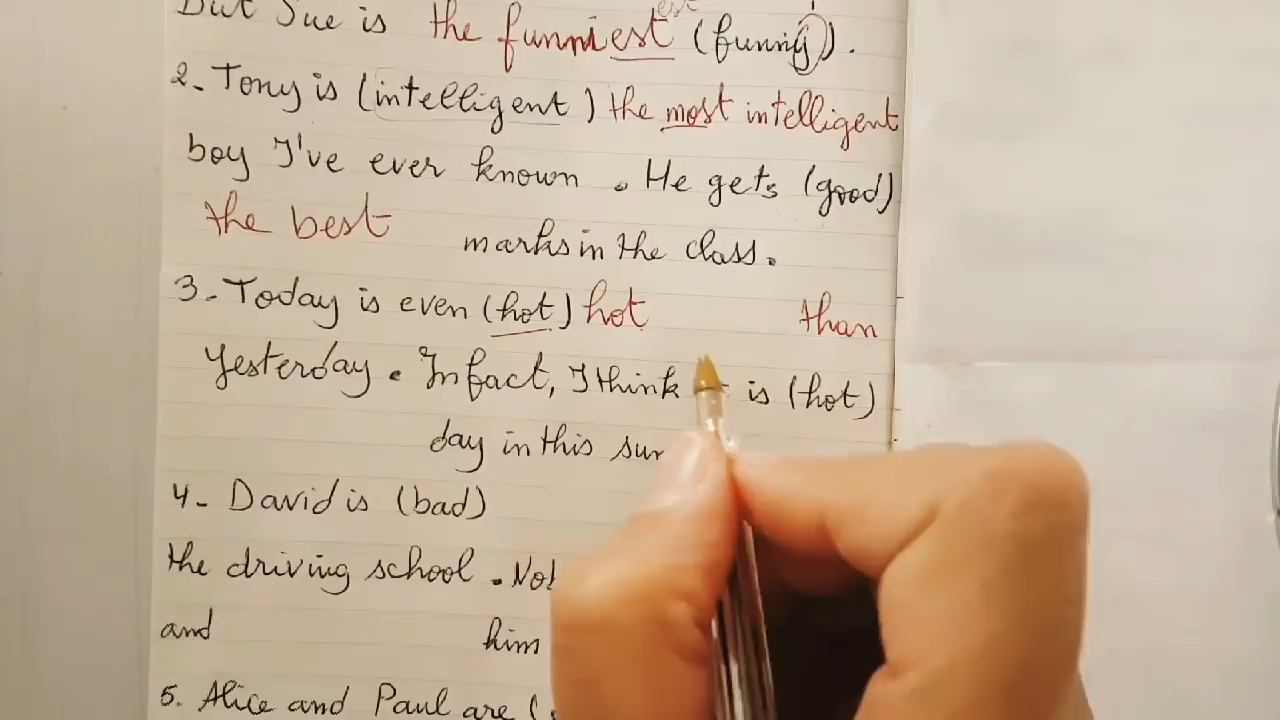 But Sue is the funniest (funny).
est
2- Tony is (intelligent) the most intelligent
boy I've ever known. He gets (good)
the best marks in the class.
3- Today is even (hot) hot than
Yesterday. In fact, I think is (hot)
day in this
4- David is (bad)
the driving school.
and him
5. Alice and Paul are (